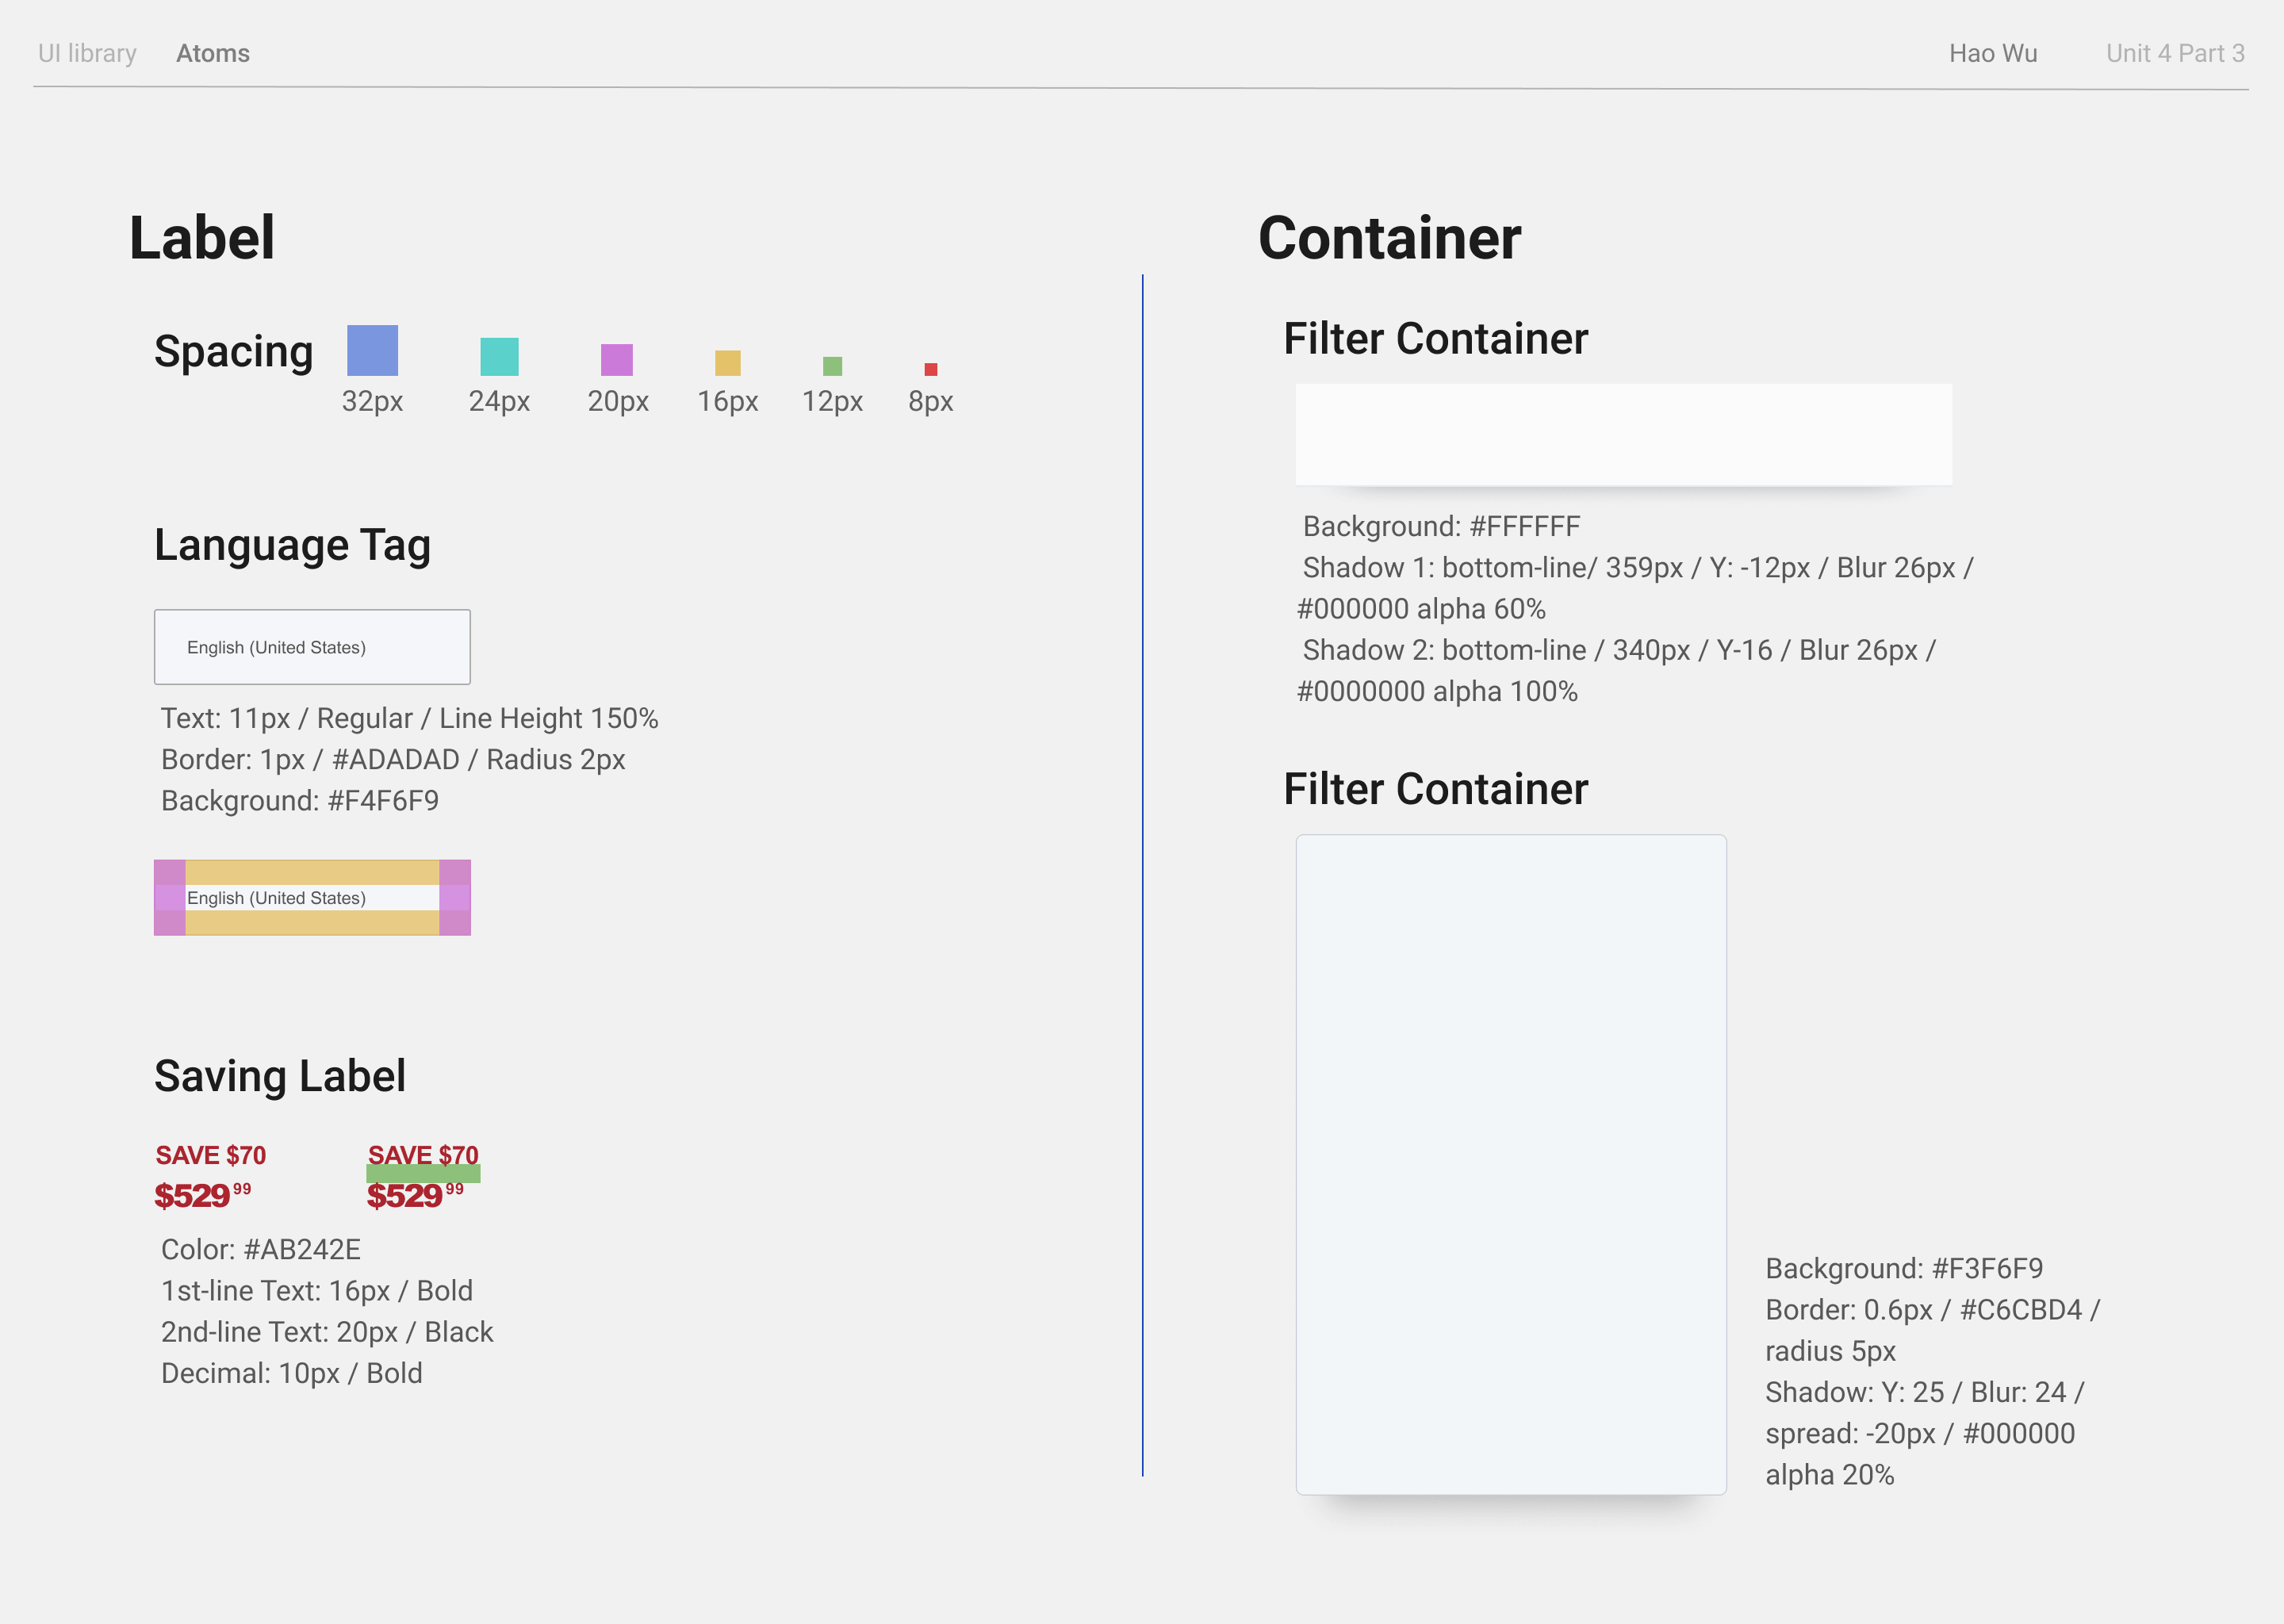 UI library Atoms Hao Wu Unit 4 Part 3
Label
Spacing
32px 24px 20px 16px 12px 8px
Language Tag
English (United States)
Text: 11px / Regular / Line Height 150%
Border: 1px / #ADADAD / Radius 2px
Background: #F4F6F9
English (United States)
Saving Label
SAVE $70 SAVE $70
$529 99 $529 99
Color: #AB242E
1st-line Text: 16px / Bold
2nd-line Text: 20px / Black
Decimal: 10px / Bold
Container
Filter Container
Background: #FFFFFF
Shadow 1: bottom-line/ 359px / Y: -12px / Blur 26px /
#000000 alpha 60%
Shadow 2: bottom-line / 340px / Y-16 / Blur 26px /
#0000000 alpha 100%
Filter Container
Background: #F3F6F9
Border: 0.6px / #C6CBD4 /
radius 5px
Shadow: Y: 25 / Blur: 24 /
spread: -20px / #000000
alpha 20%